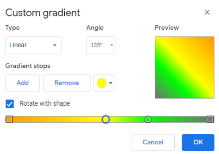 Custom gradient
Type
Angle
Preview
Linear
135°
Gradient stops
Add
Remove
Rotate with shape
Cancel
OK